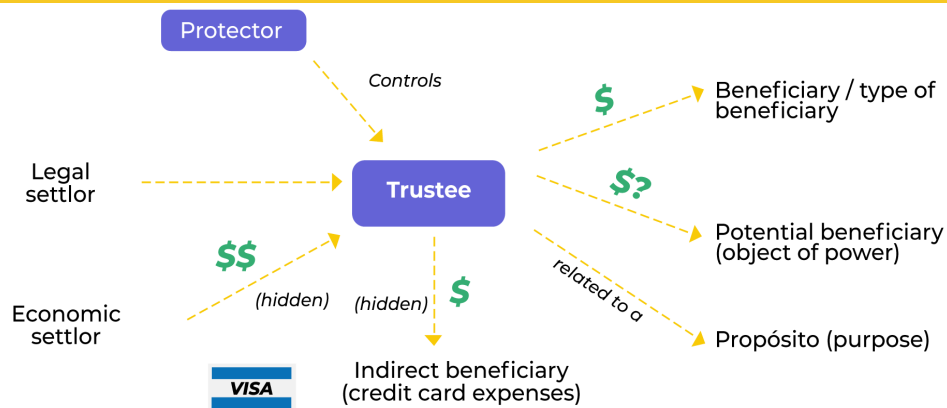 Protector
Controls
$
Beneficiary / type of
beneficiary
Legal
settlor
Trustee
$?
Potential beneficiary
(object of power)
$$
(hidden)
(hidden)
$
related to a
Economic
settlor
Propósito (purpose)
VISA
Indirect beneficiary
(credit card expenses)